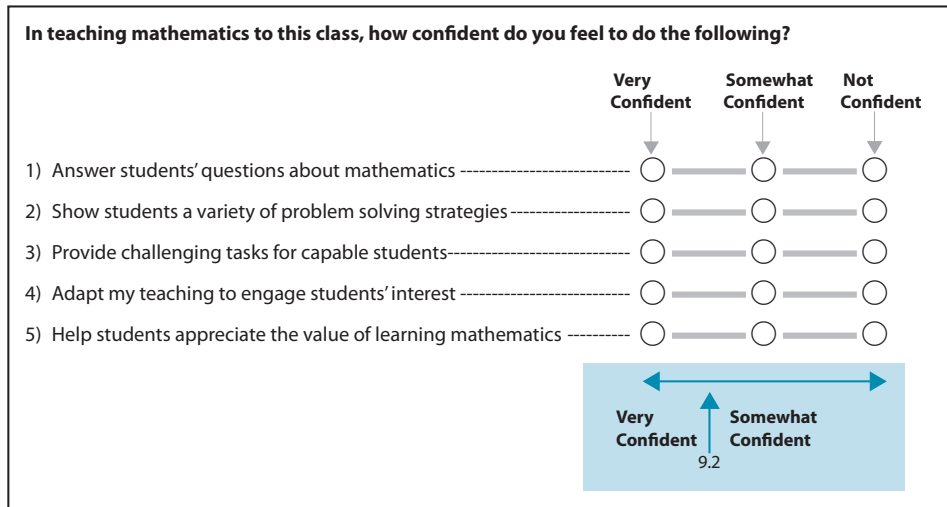 In teaching mathematics to this class, how confident do you feel to do the following?
Very Somewhat Not
Confident Confident Confident
1) Answer students' questions about mathematics
2) Show students a variety of problem solving strategies
3) Provide challenging tasks for capable students
4) Adapt my teaching to engage students' interest
5) Help students appreciate the value of learning mathematics
Very Somewhat
Confident Confident
9.2